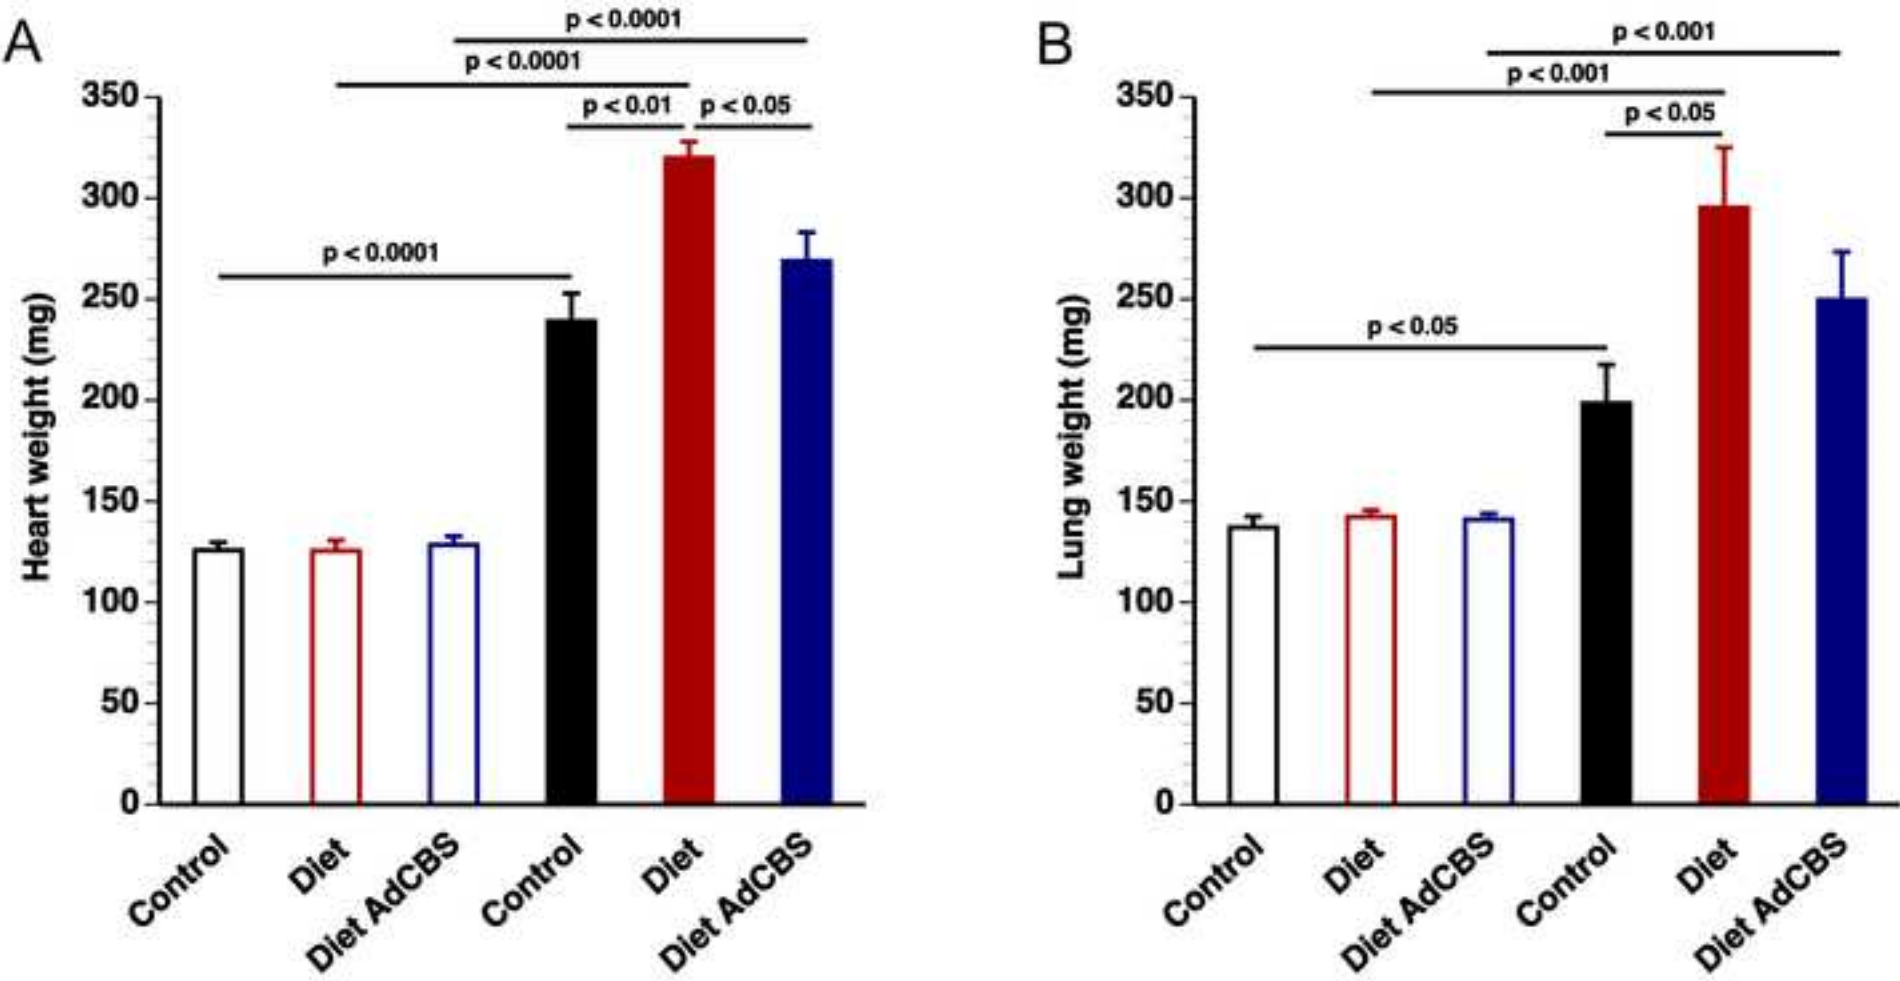 A
p < 0.0001
p < 0.0001
p < 0.01
p < 0.05
p < 0.0001
350
300
250
200
150
100
50
0
Heart weight (mg)
Control
Diet
Diet AdCBS
Control
Diet
Diet AdCBS
B
p < 0.001
p < 0.001
p < 0.05
p < 0.05
350
300
250
200
150
100
50
0
Lung weight (mg)
Control
Diet
Diet AdCBS
Control
Diet
Diet AdCBS